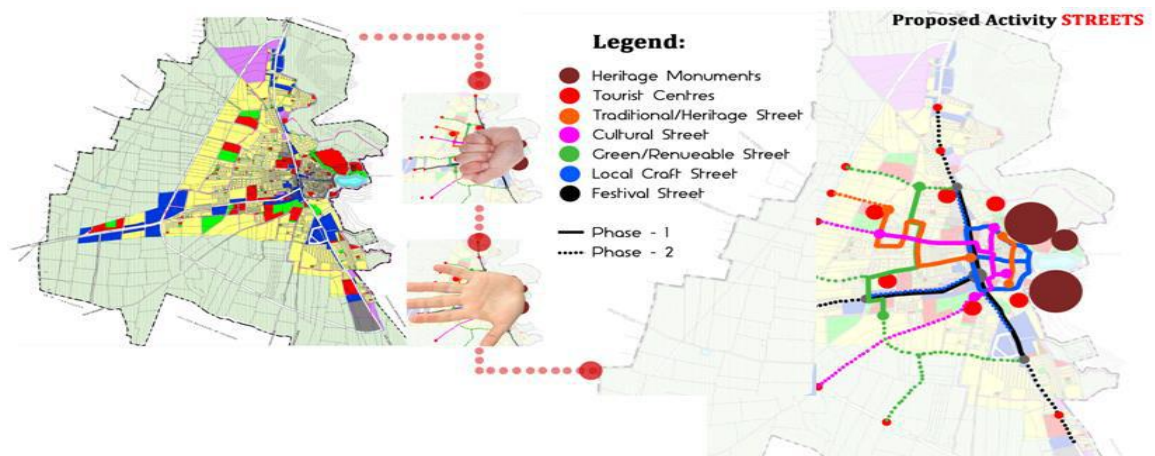 Proposed Activity STREETS
Legend:
Heritage Monuments
Tourist Centres
Traditional/Heritage Street
Cultural Street
Green/Renueable Street
Local Craft Street
Festival Street
Phase - 1
Phase - 2